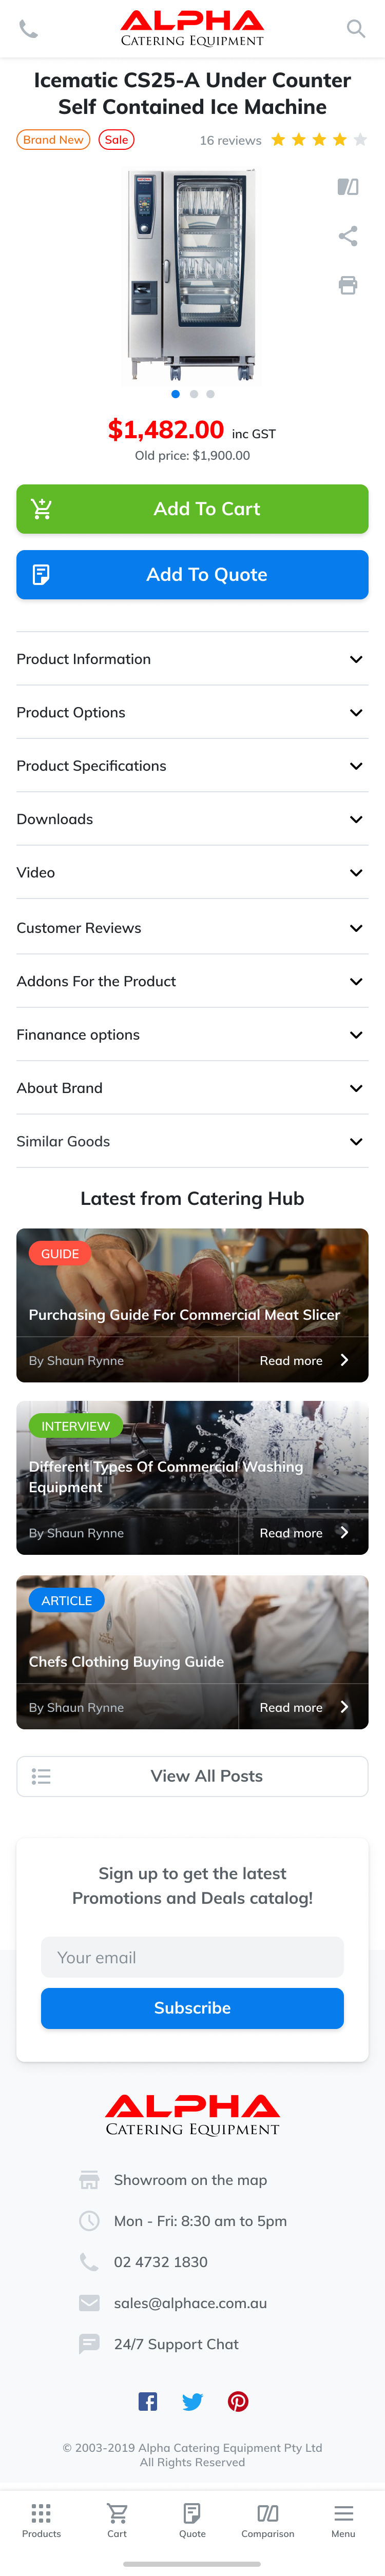 ALPHA
CATERING EQUIPMENT
Icematic CS25-A Under Counter
Self Contained Ice Machine
Brand New
Sale
16 reviews
$1,482.00 inc GST
Old price: $1,900.00
Add To Cart
Add To Quote
Product Information
Product Options
Product Specifications
Downloads
Video
Customer Reviews
Addons For the Product
Finanance options
About Brand
Similar Goods
Latest from Catering Hub
GUIDE
Purchasing Guide For Commercial Meat Slicer
By Shaun Rynne
Read more
INTERVIEW
Different Types Of Commercial Washing
Equipment
By Shaun Rynne
Read more
ARTICLE
Chefs Clothing Buying Guide
By Shaun Rynne
Read more
View All Posts
Sign up to get the latest
Promotions and Deals catalog!
Your email
Subscribe
ALPHA
CATERING EQUIPMENT
Showroom on the map
Mon - Fri: 8:30 am to 5pm
02 4732 1830
sales@alphace.com.au
24/7 Support Chat
© 2003-2019 Alpha Catering Equipment Pty Ltd
All Rights Reserved
Products
Cart
Quote
Comparison
Menu